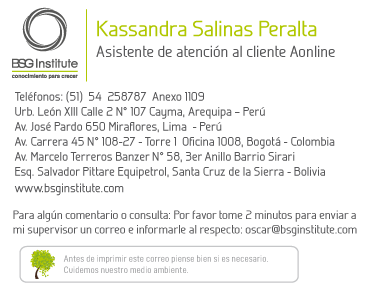 Kassandra Salinas Peralta
Asistente de atención al cliente Aonline
BSG Institute
conocimiento para crecer
Teléfonos: (51) 54 258787 Anexo 1109
Urb. León XIII Calle 2 N° 107 Cayma, Arequipa – Perú
Av. José Pardo 650 Miraflores, Lima - Perú
Av. Carrera 45 N° 108-27 - Torre 1 Oficina 1008, Bogotá - Colombia
Av. Marcelo Terreros Banzer N° 58, 3er Anillo Barrio Sirari
Esq. Salvador Pittare Equipetrol, Santa Cruz de la Sierra - Bolivia
www.bsginstitute.com
Para algún comentario o consulta: Por favor tome 2 minutos para enviar a
mi supervisor un correo e informarle al respecto: oscar@bsginstitute.com
Antes de imprimir este correo piense bien si es necesario.
Cuidemos nuestro medio ambiente.